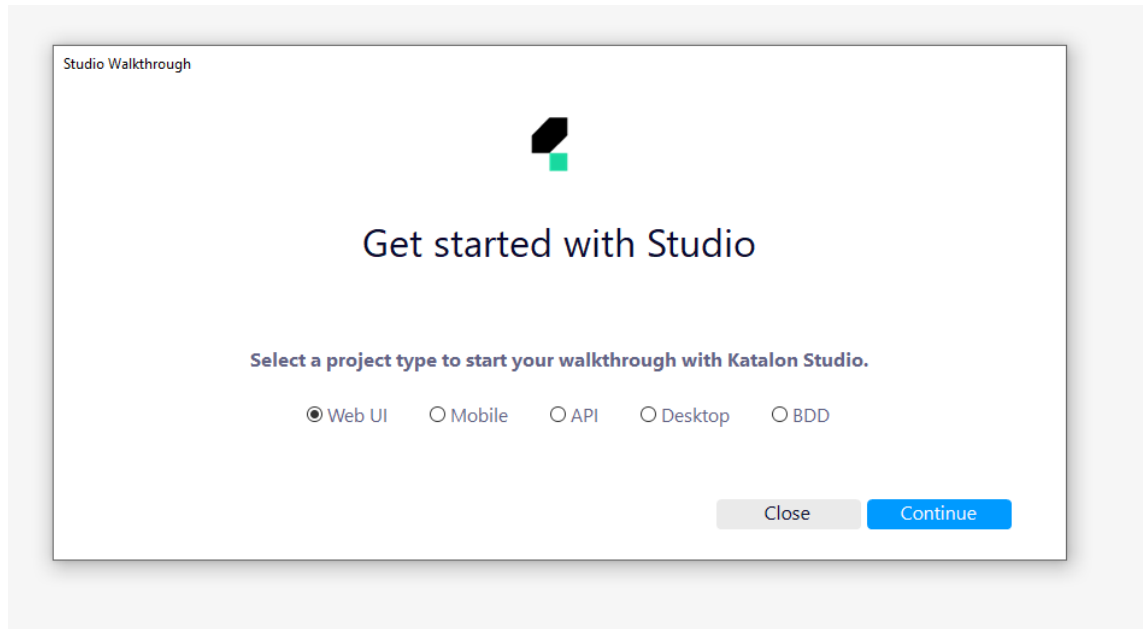 Studio Walkthrough
Get started with Studio
Select a project type to start your walkthrough with Katalon Studio.
Web UI Mobile API Desktop BDD
Close Continue